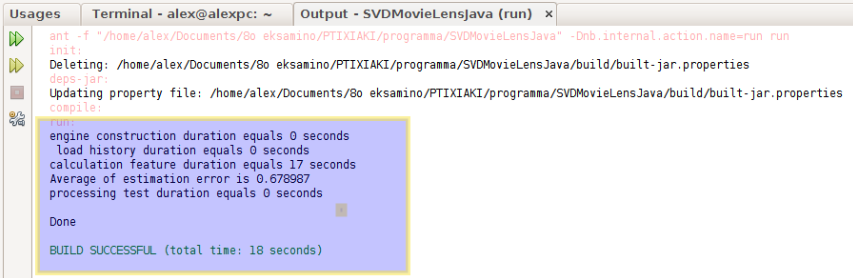 Usages
Terminal - alex@alexpc: ~ ×
Output - SVDMovieLensJava (run) ×
ant -f "/home/alex/Documents/8o eksamino/PTIXIAKI/programma/SVDMovieLensJava" -Dnb.internal.action.name=run run
init:
Deleting: /home/alex/Documents/8o eksamino/PTIXIAKI/programma/SVDMovieLensJava/build/built-jar.properties
deps-jar:
Updating property file: /home/alex/Documents/8o eksamino/PTIXIAKI/programma/SVDMovieLensJava/build/built-jar.properties
compile:
run:
engine construction duration equals 0 seconds
load history duration equals 0 seconds
calculation feature duration equals 17 seconds
Average of estimation error is 0.678987
processing test duration equals 0 seconds
Done
BUILD SUCCESSFUL (total time: 18 seconds)